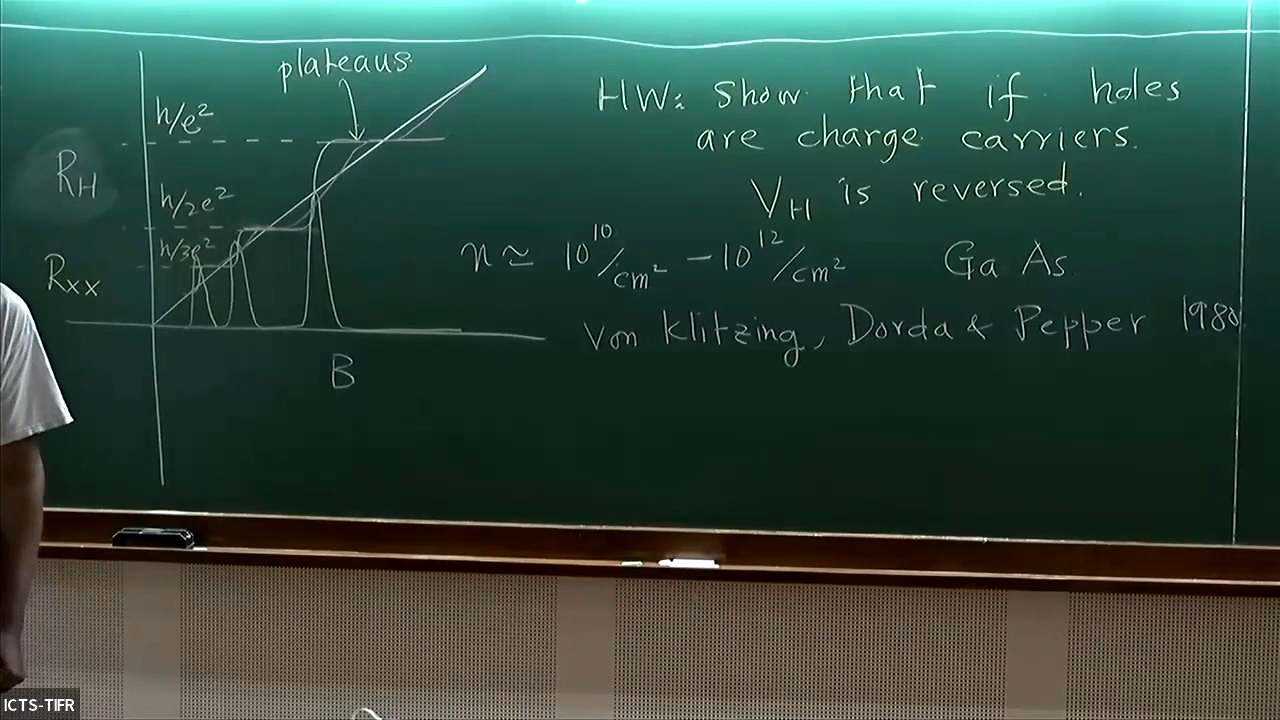 plateaus
h/e²
R_H
h/2e²
h/3e²
R_xx
B
HW: Show that if holes
are charge carriers.
V_H is reversed.
n ≃ 10¹⁰/cm² – 10¹²/cm² Ga As
Von Klitzing, Dorda & Pepper 1980
ICTS-TIFR